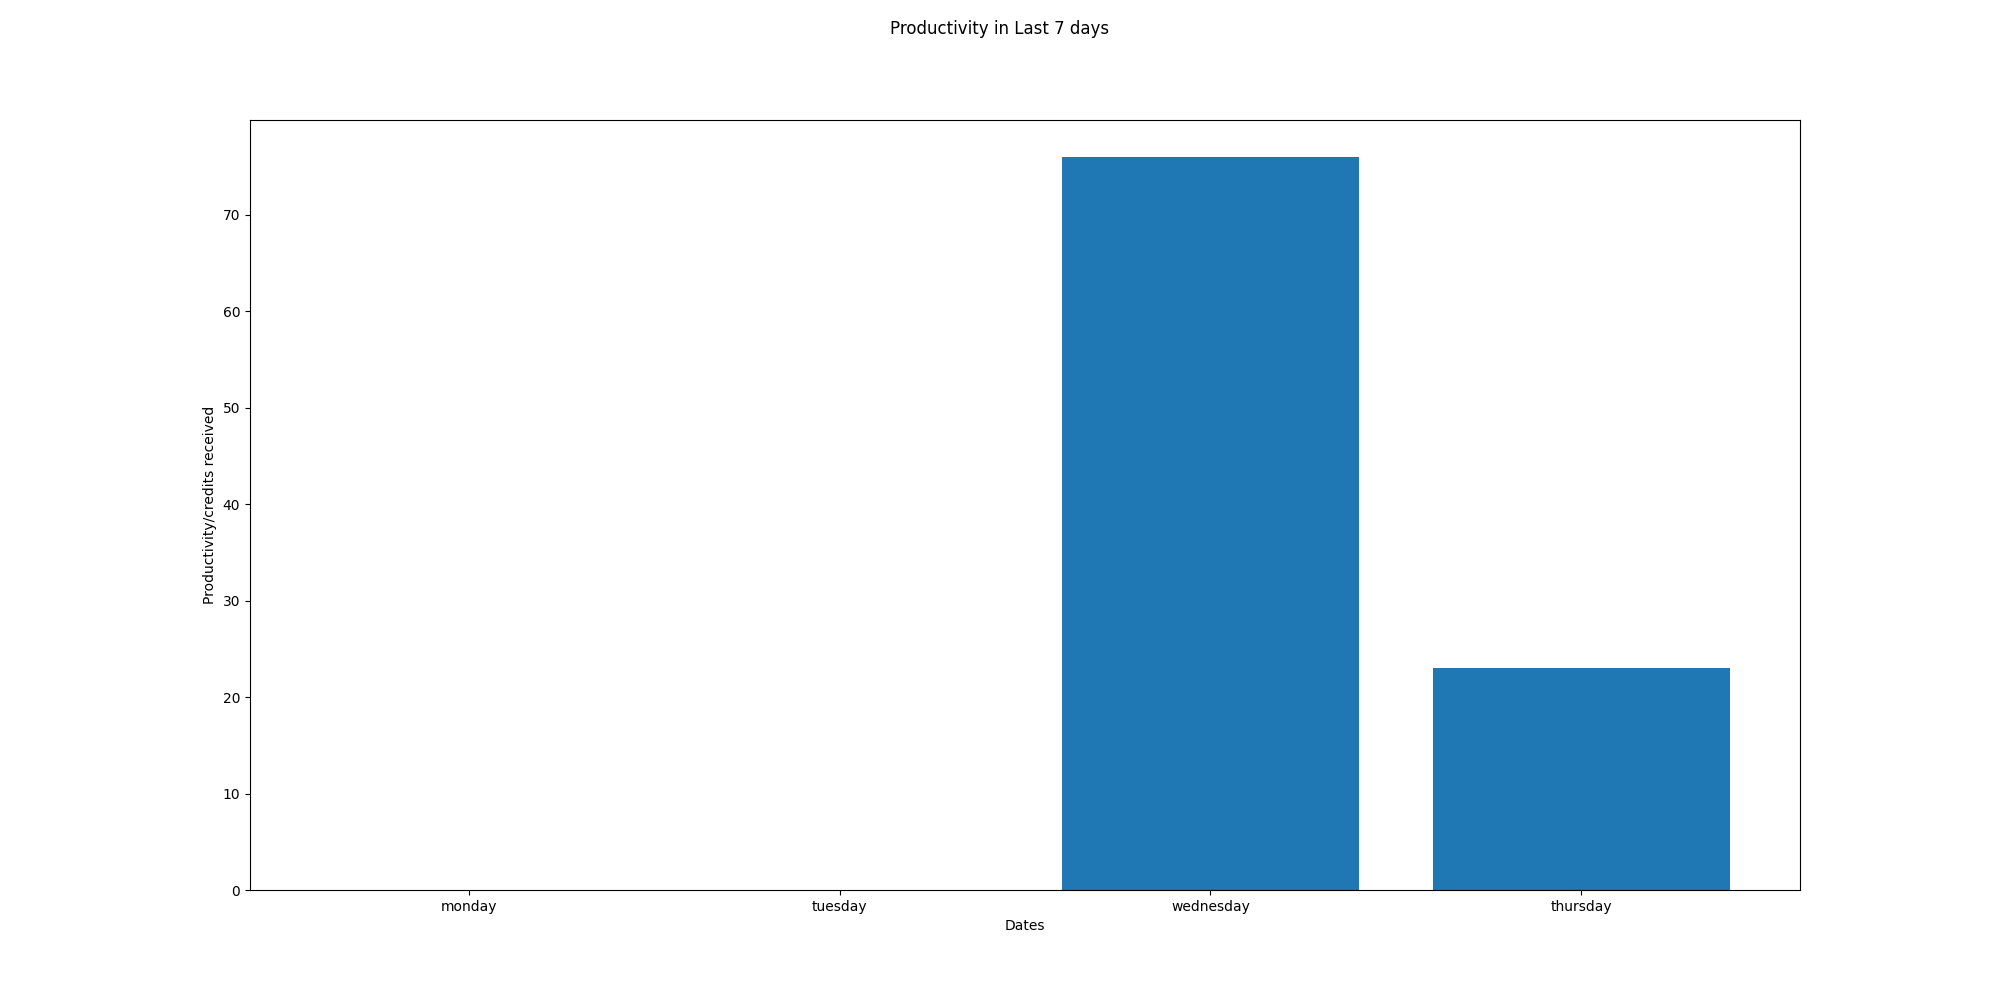 Productivity in Last 7 days
70
60
50
40
30
20
10
0
Productivity/credits received
monday
tuesday
wednesday
thursday
Dates